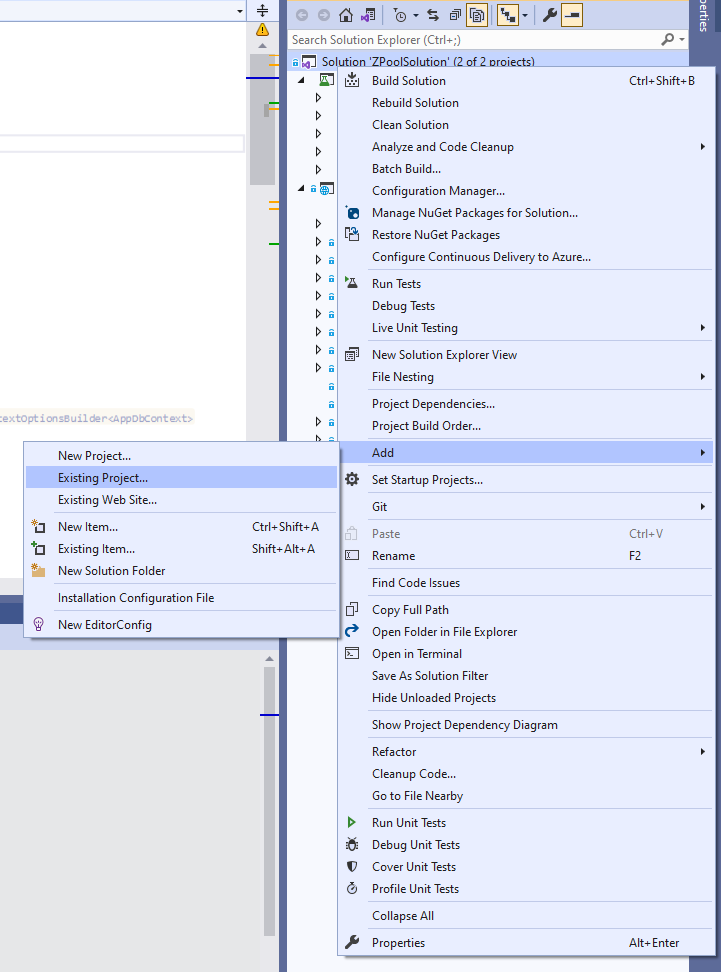 Search Solution Explorer (Ctrl+;)
Solution 'ZPoolSolution' (2 of 2 projects)
perties
Build Solution Ctrl+Shift+B
Rebuild Solution
Clean Solution
Analyze and Code Cleanup
Batch Build...
Configuration Manager...
Manage NuGet Packages for Solution...
Restore NuGet Packages
Configure Continuous Delivery to Azure...
Run Tests
Debug Tests
Live Unit Testing
New Solution Explorer View
File Nesting
Project Dependencies...
Project Build Order...
Add
Set Startup Projects...
Git
Paste Ctrl+V
Rename F2
Find Code Issues
Copy Full Path
Open Folder in File Explorer
Open in Terminal
Save As Solution Filter
Hide Unloaded Projects
Show Project Dependency Diagram
Refactor
Cleanup Code...
Go to File Nearby
Run Unit Tests
Debug Unit Tests
Cover Unit Tests
Profile Unit Tests
Collapse All
Properties Alt+Enter
textOptionsBuilder<AppDbContext>
New Project...
Existing Project...
Existing Web Site...
New Item... Ctrl+Shift+A
Existing Item... Shift+Alt+A
New Solution Folder
Installation Configuration File
New EditorConfig